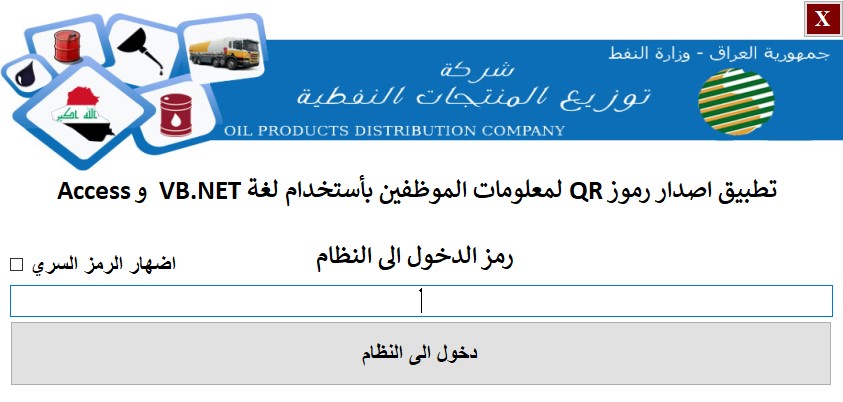 X
جمهورية العراق - وزارة النفط
شركة
توزيع المنتجات النفطية
OIL PRODUCTS DISTRIBUTION COMPANY
الله اكبر
تطبيق اصدار رموز QR لمعلومات الموظفين بأستخدام لغة VB.NET و Access
رمز الدخول الى النظام
اضهار الرمز السري
دخول الى النظام